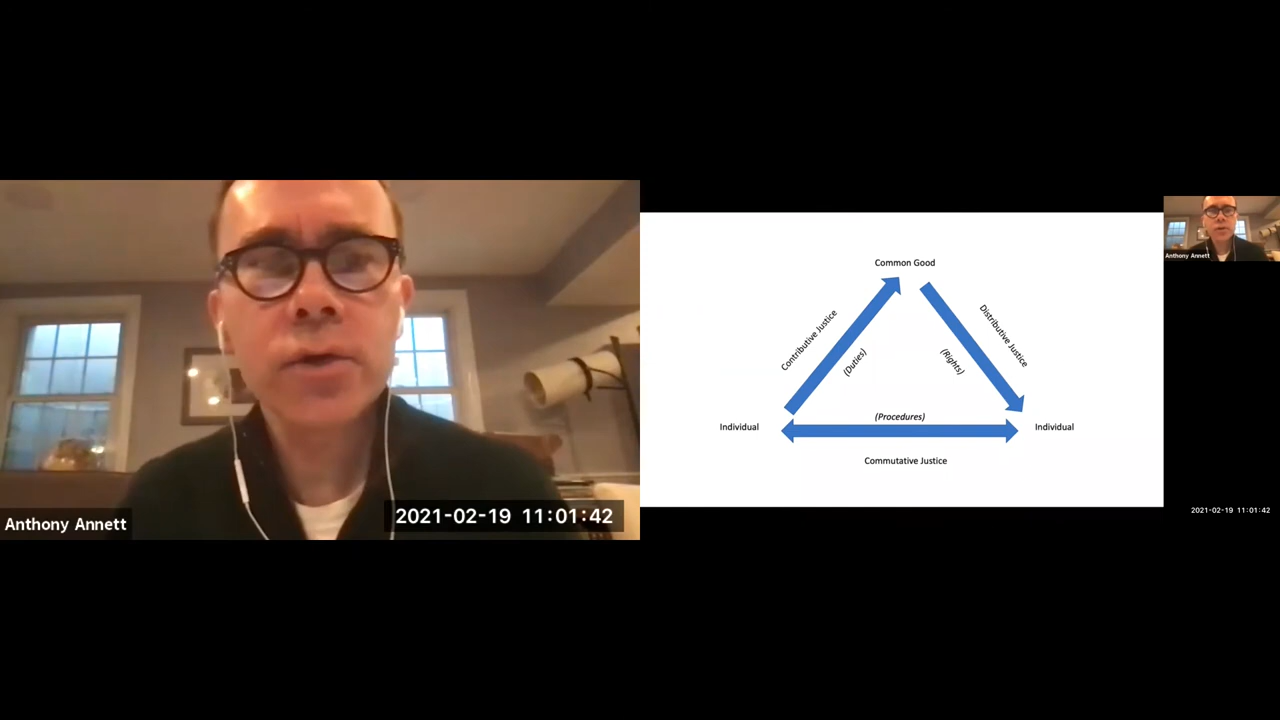 Anthony Annett
2021-02-19 11:01:42
Common Good
Contributive Justice
(Duties)
Distributive Justice
(Rights)
Individual
(Procedures)
Individual
Commutative Justice
Anthony Annett
2021-02-19 11:01:42